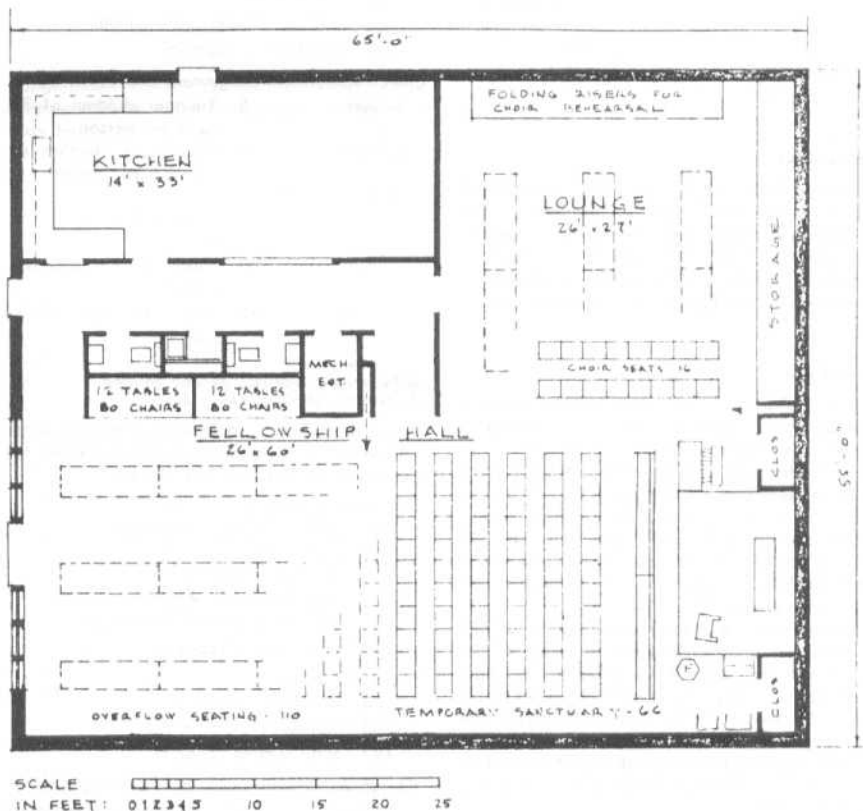 65'-0"
FOLDING RISERS FOR
CHOIR REHEARSAL
KITCHEN
14' x 33'
LOUNGE
26' x 27'
STORAGE
CHOIR SEATS 16
MECH
EQT.
12 TABLES
80 CHAIRS
12 TABLES
80 CHAIRS
FELLOWSHIP HALL
26' x 60'
CLOS
55'-0"
F
CLOS
OVERFLOW SEATING - 110
TEMPORARY SANCTUARY - 66
SCALE
IN FEET: 0 1 2 3 4 5 10 15 20 25